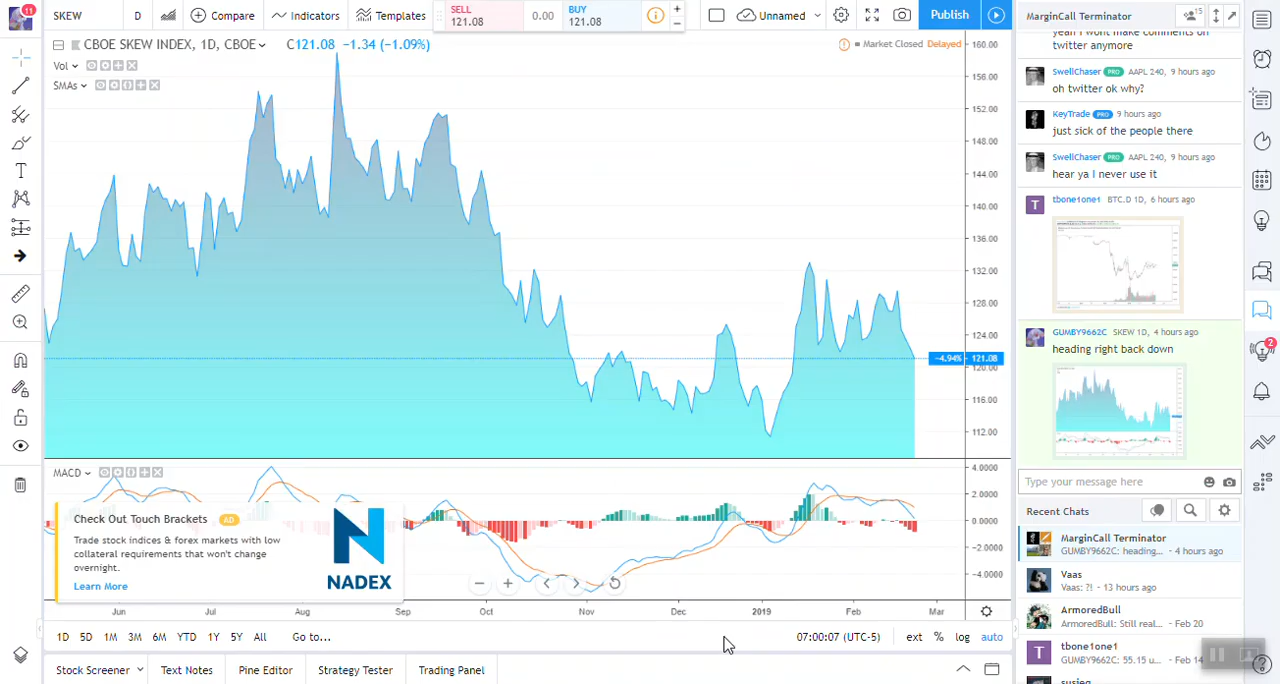 11
SKEW
D
Compare
Indicators
Templates
SELL
121.08
0.00
BUY
121.08
Unnamed
Publish
CBOE SKEW INDEX, 1D, CBOE
C121.08 −1.34 (−1.09%)
Market Closed Delayed
Vol
SMAs
160.00
156.00
152.00
148.00
144.00
140.00
136.00
132.00
128.00
124.00
−4.94% 121.08
120.00
116.00
112.00
MACD
4.0000
2.0000
0.0000
−2.0000
−4.0000
Check Out Touch Brackets AD
Trade stock indices & forex markets with low
collateral requirements that won't change
overnight.
Learn More
NADEX
Jun Jul Aug Sep Oct Nov Dec 2019 Feb Mar
1D 5D 1M 3M 6M YTD 1Y 5Y All Go to...
07:00:07 (UTC-5) ext % log auto
Stock Screener Text Notes Pine Editor Strategy Tester Trading Panel
MarginCall Terminator
15
yeah I wont make comments on
twitter anymore
SwellChaser PRO AAPL 240, 9 hours ago
oh twitter ok why?
KeyTrade PRO 9 hours ago
just sick of the people there
SwellChaser PRO AAPL 240, 9 hours ago
hear ya I never use it
T
tbone1one1 BTC.D 1D, 6 hours ago
GUMBY9662C SKEW 1D, 4 hours ago
heading right back down
Type your message here
Recent Chats
MarginCall Terminator
GUMBY9662C: heading,... - 4 hours ago
Vaas
Vaas: ?! - 13 hours ago
ArmoredBull
ArmoredBull: Still real... - Feb 20
T
tbone1one1
GUMBY9662C: 55.15 u... - Feb 14
2